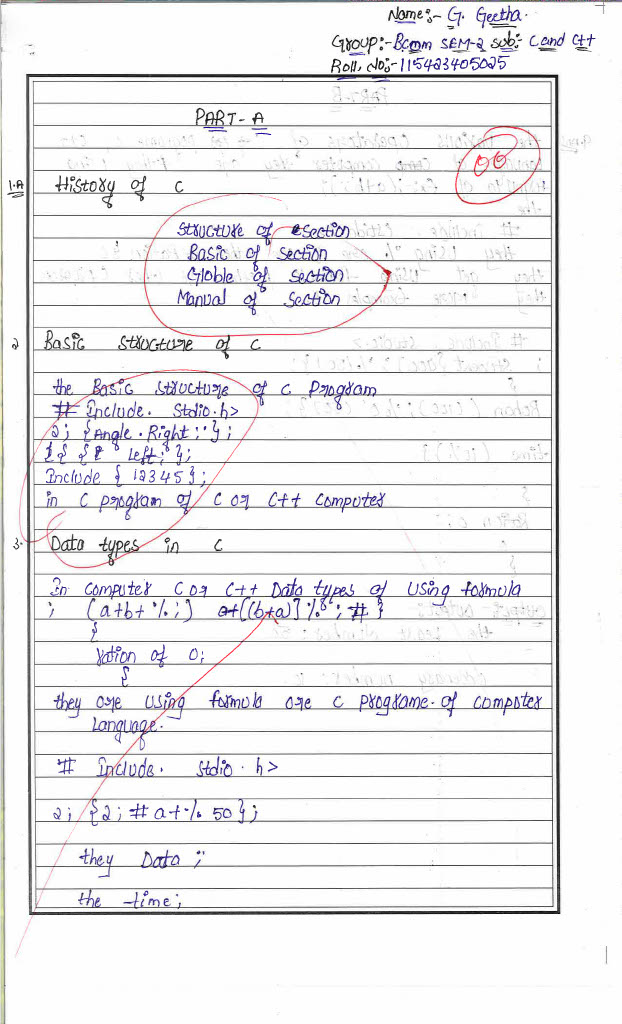 Name:- G. Geetha.
Group:- Bcom SEM-2 sub:- C and C++
Roll. No:- 115423405025
PART-A
00
1.A History of C
Structure of section
Basic of section
Globle of section
Manual of section
2 Basic structure of C
the Basic structure of C program
# include. Stdio.h>
2; {Angle.Right;'};
left; };
Include { 12345};
in C program of C or C++ computer
3. Data types in C
In computer C or C++ Data types of using formula
; (a+b+%;) a+[(b+a)]%; # }
{
ration of 0;
{
they ore using formula ore C programe of computer
Language.
# Include. stdio.h>
2; {2; # a+% 50};
they Data ;
the time;